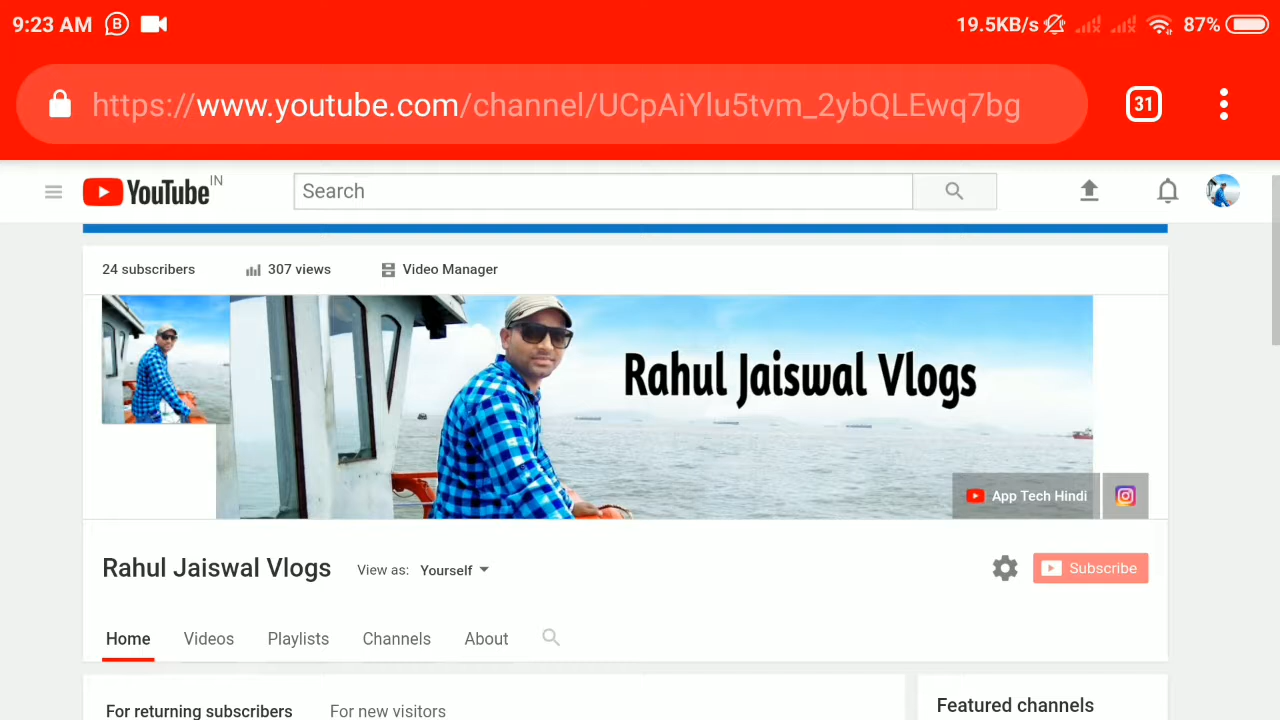 9:23 AM B 19.5KB/s 87%
https://www.youtube.com/channel/UCpAiYlu5tvm_2ybQLEwq7bg 31
YouTube IN Search
24 subscribers 307 views Video Manager
Rahul Jaiswal Vlogs
App Tech Hindi
Rahul Jaiswal Vlogs View as: Yourself Subscribe
Home Videos Playlists Channels About
For returning subscribers For new visitors Featured channels